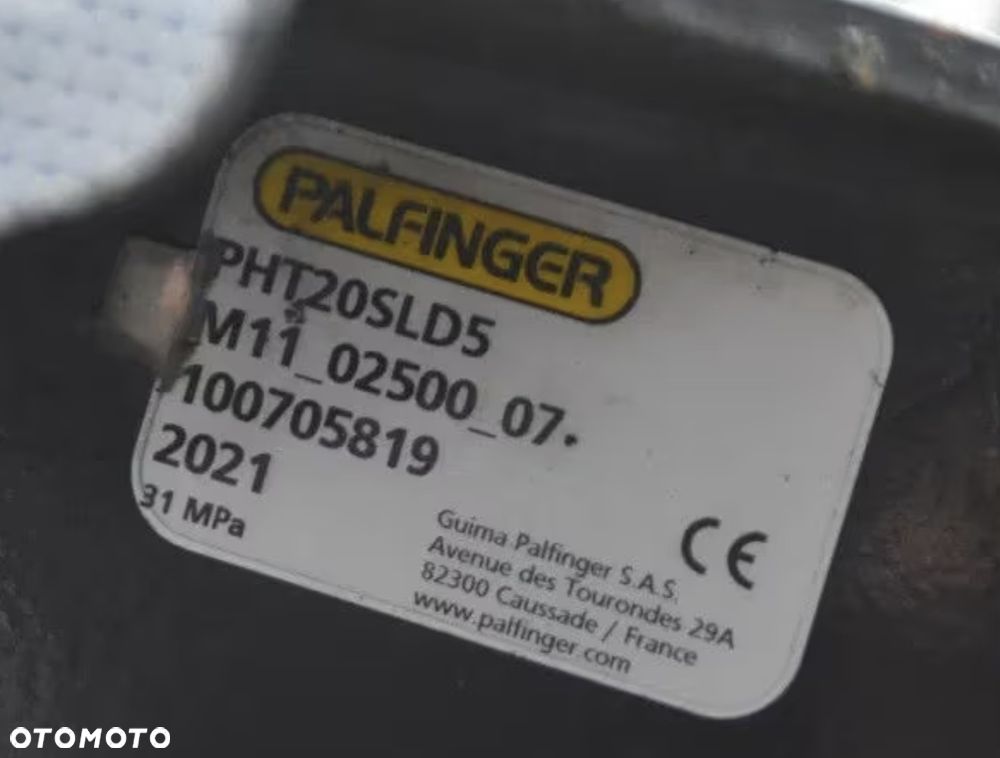 PALFINGER
PHT20SLD5
M11_02500_07.
100705819
2021
31 MPa
CE
Guima Palfinger S.A.S.
Avenue des Tourondes 29A
82300 Caussade / France
www.palfinger.com
OTOMOTO